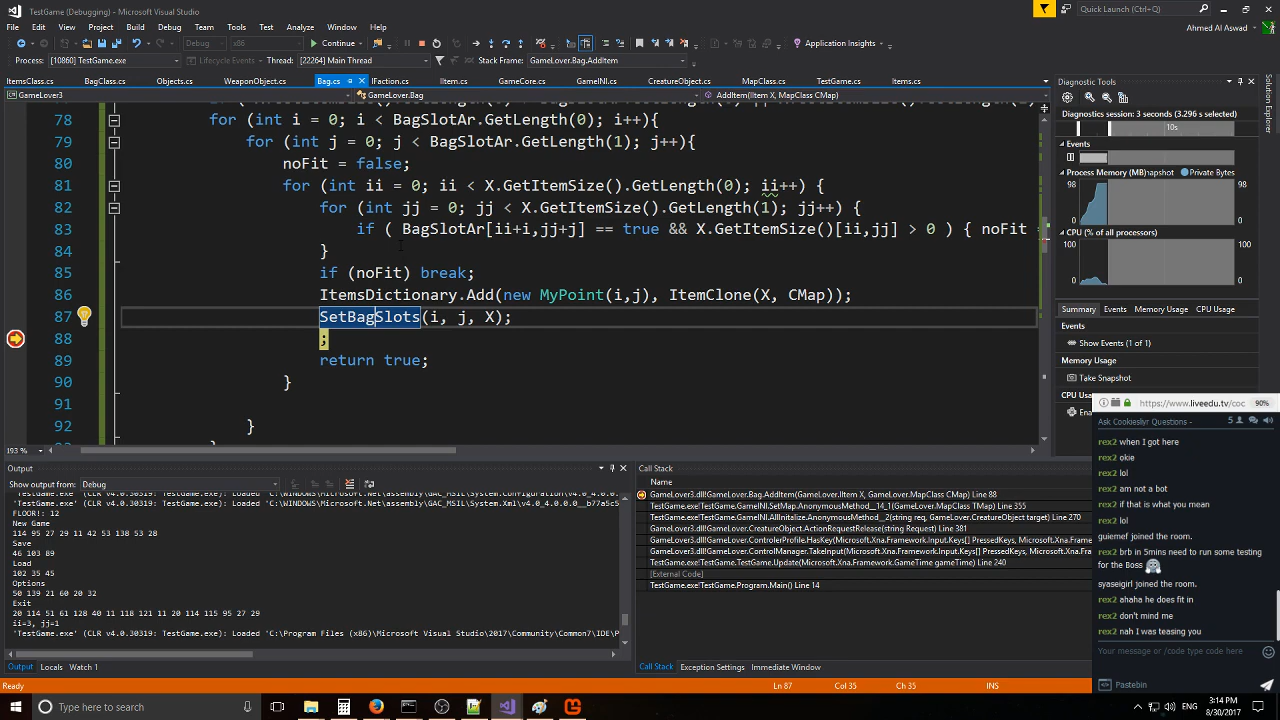 TestGame (Debugging) - Microsoft Visual Studio
Quick Launch (Ctrl+Q)
File Edit View Project Build Debug Team Tools Architecture Test Analyze Window Help
Ahmed Al Aswad
Debug x86 Continue Application Insights
Process: [10860] TestGame.exe Lifecycle Events Thread: [22264] Main Thread Stack Frame: GameLover.Bag.AddItem
ItemsClass.cs BagClass.cs Objects.cs WeaponObject.cs Bag.cs IFaction.cs IItem.cs GameCore.cs GameINI.cs CreatureObject.cs MapClass.cs TestGame.cs Items.cs
GameLover3 GameLover.Bag AddItem(IItem X, MapClass CMap)
78 for (int i = 0; i < BagSlotAr.GetLength(0); i++){
79 for (int j = 0; j < BagSlotAr.GetLength(1); j++){
80 noFit = false;
81 for (int ii = 0; ii < X.GetItemSize().GetLength(0); ii++) {
82 for (int jj = 0; jj < X.GetItemSize().GetLength(1); jj++) {
83 if ( BagSlotAr[ii+i,jj+j] == true && X.GetItemSize()[ii,jj] > 0 ) { noFit
84 }
85 if (noFit) break;
86 ItemsDictionary.Add(new MyPoint(i,j), ItemClone(X, CMap));
87 SetBagSlots(i, j, X);
88 ;
89 return true;
90 }
91
92 }
93
193 %
Diagnostic Tools
Diagnostics session: 3 seconds (3.296 s selected)
10s
Events
Process Memory (MB) Snapshot Private Bytes
98 98
0 0
CPU (% of all processors)
100 100
0 0
Summary Events Memory Usage CPU Usage
Events
Show Events (1 of 1)
Memory Usage
Take Snapshot
CPU Usage
Solution Explorer
Output
Show output from: Debug
'TestGame.exe' (CLR v4.0.30319: TestGame.exe): Loaded 'C:\WINDOWS\Microsoft.Net\assembly\GAC_MSIL\System.Configuration\v4.0_4.0.0.
'TestGame.exe' (CLR v4.0.30319: TestGame.exe): Loaded 'C:\WINDOWS\Microsoft.Net\assembly\GAC_MSIL\System.Xml\v4.0_4.0.0.0__b77a5c5
FLOOR!: 12
New Game
114 95 27 29 11 42 53 138 53 28
Save
46 103 89
Load
102 35 45
Options
50 139 21 60 20 32
Exit
20 114 51 61 128 40 11 118 121 11 20 114 115 95 27 29
ii=3, jj=1
'TestGame.exe' (CLR v4.0.30319: TestGame.exe): Loaded 'C:\Program Files (x86)\Microsoft Visual Studio\2017\Community\Common7\IDE\P
Output Locals Watch 1
Call Stack
Name
GameLover3.dll!GameLover.Bag.AddItem(GameLover.IItem X, GameLover.MapClass CMap) Line 88
TestGame.exe!TestGame.GameINI.SetMap.AnonymousMethod__14_1(GameLover.MapClass TMap) Line 355
TestGame.exe!TestGame.GameINI.AllInitalize.AnonymousMethod__2(string req, GameLover.CreatureObject target) Line 270
GameLover3.dll!GameLover.CreatureObject.ActionRequestRelease(string Request) Line 381
GameLover3.dll!GameLover.ControlerProfile.HasKey(Microsoft.Xna.Framework.Input.Keys[] PressedKeys, Microsoft.Xna.Fram
GameLover3.dll!GameLover.ControlManager.TakeInput(Microsoft.Xna.Framework.Input.Keys[] PressedKeys, Microsoft.Xna.Fra
TestGame.exe!TestGame.Update(Microsoft.Xna.Framework.GameTime gameTime) Line 240
[External Code]
TestGame.exe!TestGame.Program.Main() Line 14
Call Stack Exception Settings Immediate Window
https://www.liveedu.tv/coc 90%
Ask Cookieslyr Questions - 5
rex2 when I got here
rex2 okie
rex2 lol
rex2 am not a bot
rex2 if that is what you mean
rex2 lol
guiemef joined the room.
rex2 brb in 5mins need to run some testing
for the Boss
syaseigirl joined the room.
rex2 ahaha he does fit in
rex2 don't mind me
rex2 nah I was teasing you
Your message or /code type code here
Pastebin
Ready Ln 87 Col 35 Ch 35 INS
Type here to search
ENG
3:14 PM
8/30/2017